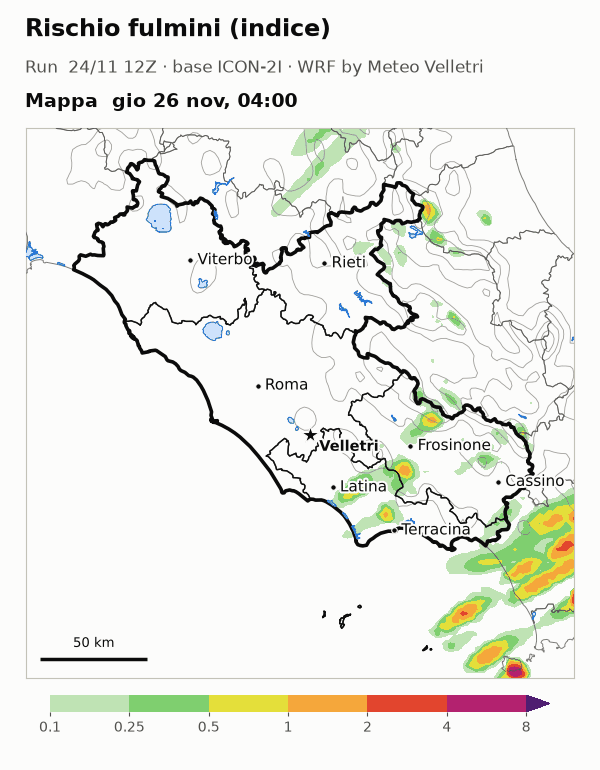 Rischio fulmini (indice)
Run 24/11 12Z · base ICON-2I · WRF by Meteo Velletri
Mappa gio 26 nov, 04:00
Viterbo
Rieti
Roma
Velletri
Frosinone
Latina
Cassino
Terracina
50 km
0.1 0.25 0.5 1 2 4 8